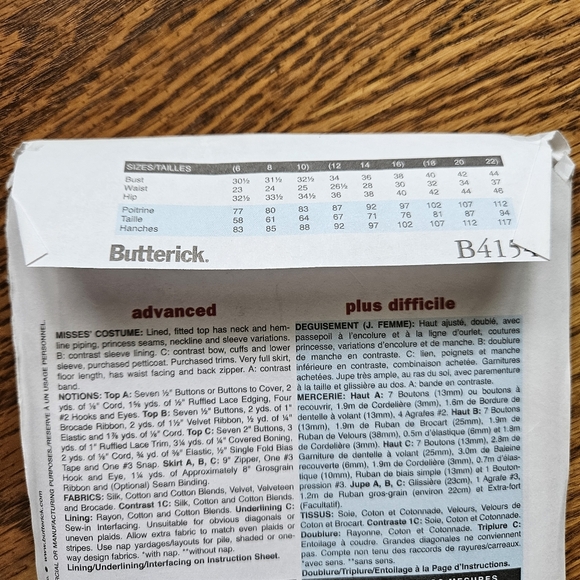 SIZES/TAILLES (6 8 10) (12 14 16) (18 20 22)
Bust 30½ 31½ 32½ 34 36 38 40 42 44
Waist 23 24 25 26½ 28 30 32 34 37
Hip 32½ 33½ 34½ 36 38 40 42 44 46
Poitrine 77 80 83 87 92 97 102 107 112
Taille 58 61 64 67 71 76 81 87 94
Hanches 83 85 88 92 97 102 107 112 117
Butterick. B415
advanced
MISSES' COSTUME: Lined, fitted top has neck and hem-
line piping, princess seams, neckline and sleeve variations.
B: contrast sleeve lining. C: contrast bow, cuffs and lower
sleeve, purchased petticoat. Purchased trims. Very full skirt,
floor length, has waist facing and back zipper. A: contrast
band.
NOTIONS: Top A: Seven ½" Buttons or Buttons to Cover, 2
yds. of ⅛" Cord, 1⅝ yds. of ½" Ruffled Lace Edging, Four
#2 Hooks and Eyes. Top B: Seven ½" Buttons, 2 yds. of 1"
Brocade Ribbon, 2 yds. of 1½" Velvet Ribbon, ½ yd. of ¼"
Elastic and 1⅞ yds. of ⅛" Cord. Top C: Seven ½" Buttons, 3
yds. of 1" Ruffled Lace Trim, 3¼ yds. of ¼" Covered Boning,
2 yds. of ⅛" Cord, ¾ yd. of ⅜" Elastic, ½" Single Fold Bias
Tape and One #3 Snap. Skirt A, B, C: 9" Zipper, One #3
Hook and Eye, 1¼ yds. of Approximately 8" Grosgrain
Ribbon and (Optional) Seam Binding.
FABRICS: Silk, Cotton and Cotton Blends, Velvet, Velveteen
and Brocade. Contrast 1C: Silk, Cotton and Cotton Blends.
Lining: Rayon, Cotton and Cotton Blends. Underlining C:
Sew-in Interfacing. Unsuitable for obvious diagonals or
uneven plaids. Allow extra fabric to match even plaids or
stripes. Use nap yardages/layouts for pile, shaded or one-
way design fabrics. *with nap. **without nap.
Lining/Underlining/Interfacing on Instruction Sheet.
plus difficile
DEGUISEMENT (J. FEMME): Haut ajusté, doublé, avec
passepoil à l'encolure et à la ligne d'ourlet, coutures
princesse, variations d'encolure et de manche. B: doublure
de manche en contraste. C: lien, poignets et manche
inférieure en contraste, combinaison achetée. Garnitures
achetées. Jupe très ample, au ras du sol, avec parementure
à la taille et glissière au dos. A: bande en contraste.
MERCERIE: Haut A: 7 Boutons (13mm) ou boutons à
recouvrir, 1.9m de Cordelière (3mm), 1.5m de Bordure de
dentelle à volant (13mm), 4 Agrafes #2. Haut B: 7 Boutons
(13mm), 1.9m de Ruban de Brocart (25mm), 1.9m de
Ruban de Velours (38mm), 0.5m d'élastique (6mm) et 1.8m
de Cordelière (3mm). Haut C: 7 Boutons (13mm), 2.8m de
Garniture de dentelle à volant (25mm), 3.0m de Baleine
recouverte (6mm), 1.9m de Cordelière (3mm), 0.7m d'élas-
tique (10mm), Ruban de biais simple (13mm) et 1 Bouton-
pression #3. Jupe A, B, C: Glissière (23cm), 1 Agrafe #3,
1.2m de Ruban gros-grain (environ 22cm) et Extra-fort
(Facultatif).
TISSUS: Soie, Coton et Cotonnade, Velours, Velours de
Coton et Brocart. Contraste 1C: Soie, Coton et Cotonnade.
Doublure: Rayonne, Coton et Cotonnade. Triplure C:
Entoilage à coudre. Grandes diagonales ne conviennent
pas. Compte non tenu des raccords de rayures/carreaux.
*avec sens. **sans sens.
Doublure/Triplure/Entoilage à la Page d'Instructions.
MESURES
OR MANUFACTURING PURPOSES./RESERVE À UN USAGE PERSONNEL.
www.butterick.com